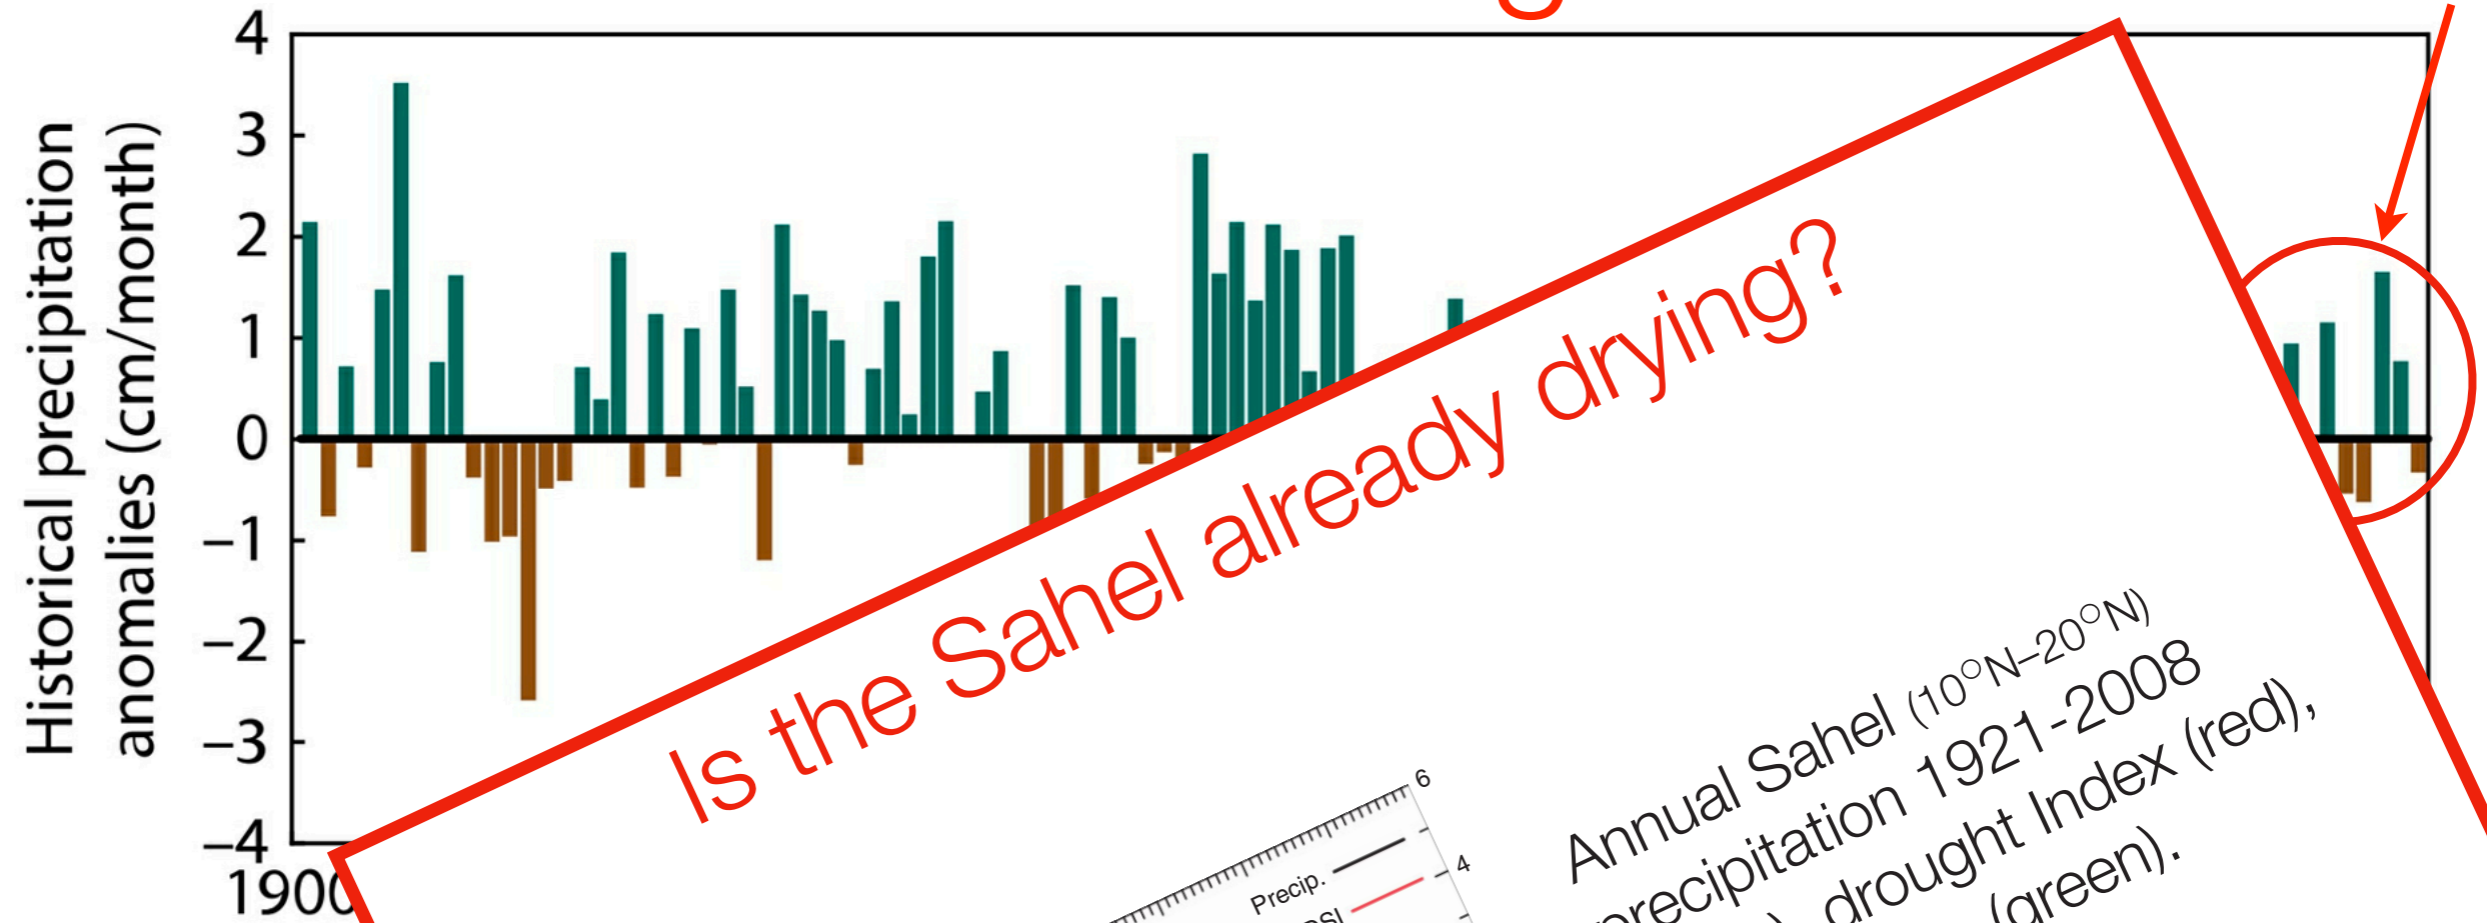 4
3
2
1
0
−1
−2
−3
−4
1900
Historical precipitation
anomalies (cm/month)
Is the Sahel already drying?
6
4
Precip.
Annual Sahel (10°N–20°N)
1921-2008
drought Index (red),
(green).